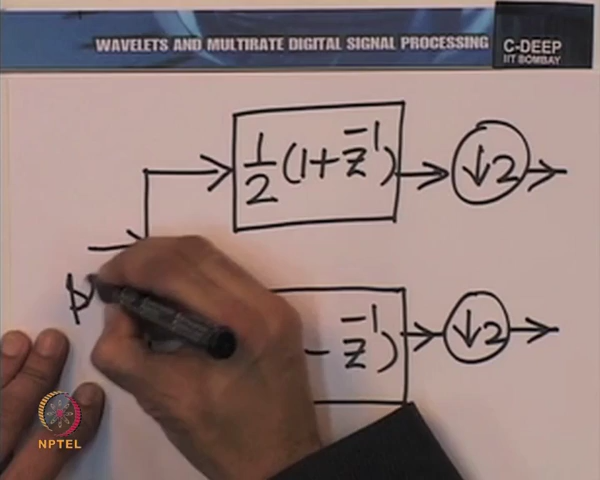 WAVELETS AND MULTIRATE DIGITAL SIGNAL PROCESSING
C-DEEP
IIT BOMBAY
1/2 (1+z⁻¹)
↓2
- z⁻¹)
↓2
NPTEL